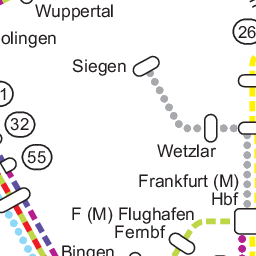 Wuppertal
olingen
26
Siegen
1
32
55
Wetzlar
Frankfurt (M)
Hbf
F (M) Flughafen
Fernbf
Bingen